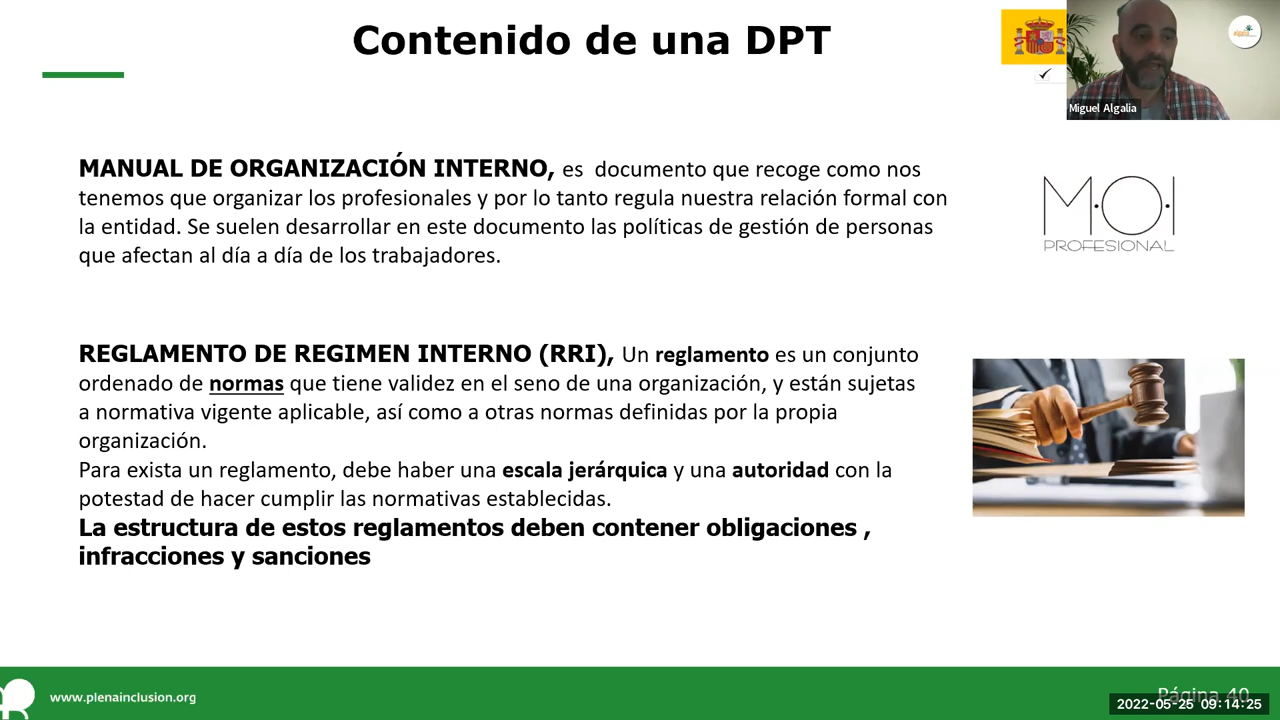 Contenido de una DPT
Miguel Algalia
MANUAL DE ORGANIZACIÓN INTERNO, es documento que recoge como nos
tenemos que organizar los profesionales y por lo tanto regula nuestra relación formal con
la entidad. Se suelen desarrollar en este documento las políticas de gestión de personas
que afectan al día a día de los trabajadores.
M·O·I
PROFESIONAL
REGLAMENTO DE REGIMEN INTERNO (RRI), Un reglamento es un conjunto
ordenado de normas que tiene validez en el seno de una organización, y están sujetas
a normativa vigente aplicable, así como a otras normas definidas por la propia
organización.
Para exista un reglamento, debe haber una escala jerárquica y una autoridad con la
potestad de hacer cumplir las normativas establecidas.
La estructura de estos reglamentos deben contener obligaciones ,
infracciones y sanciones
www.plenainclusion.org
Página 40
2022-05-25 09:14:25